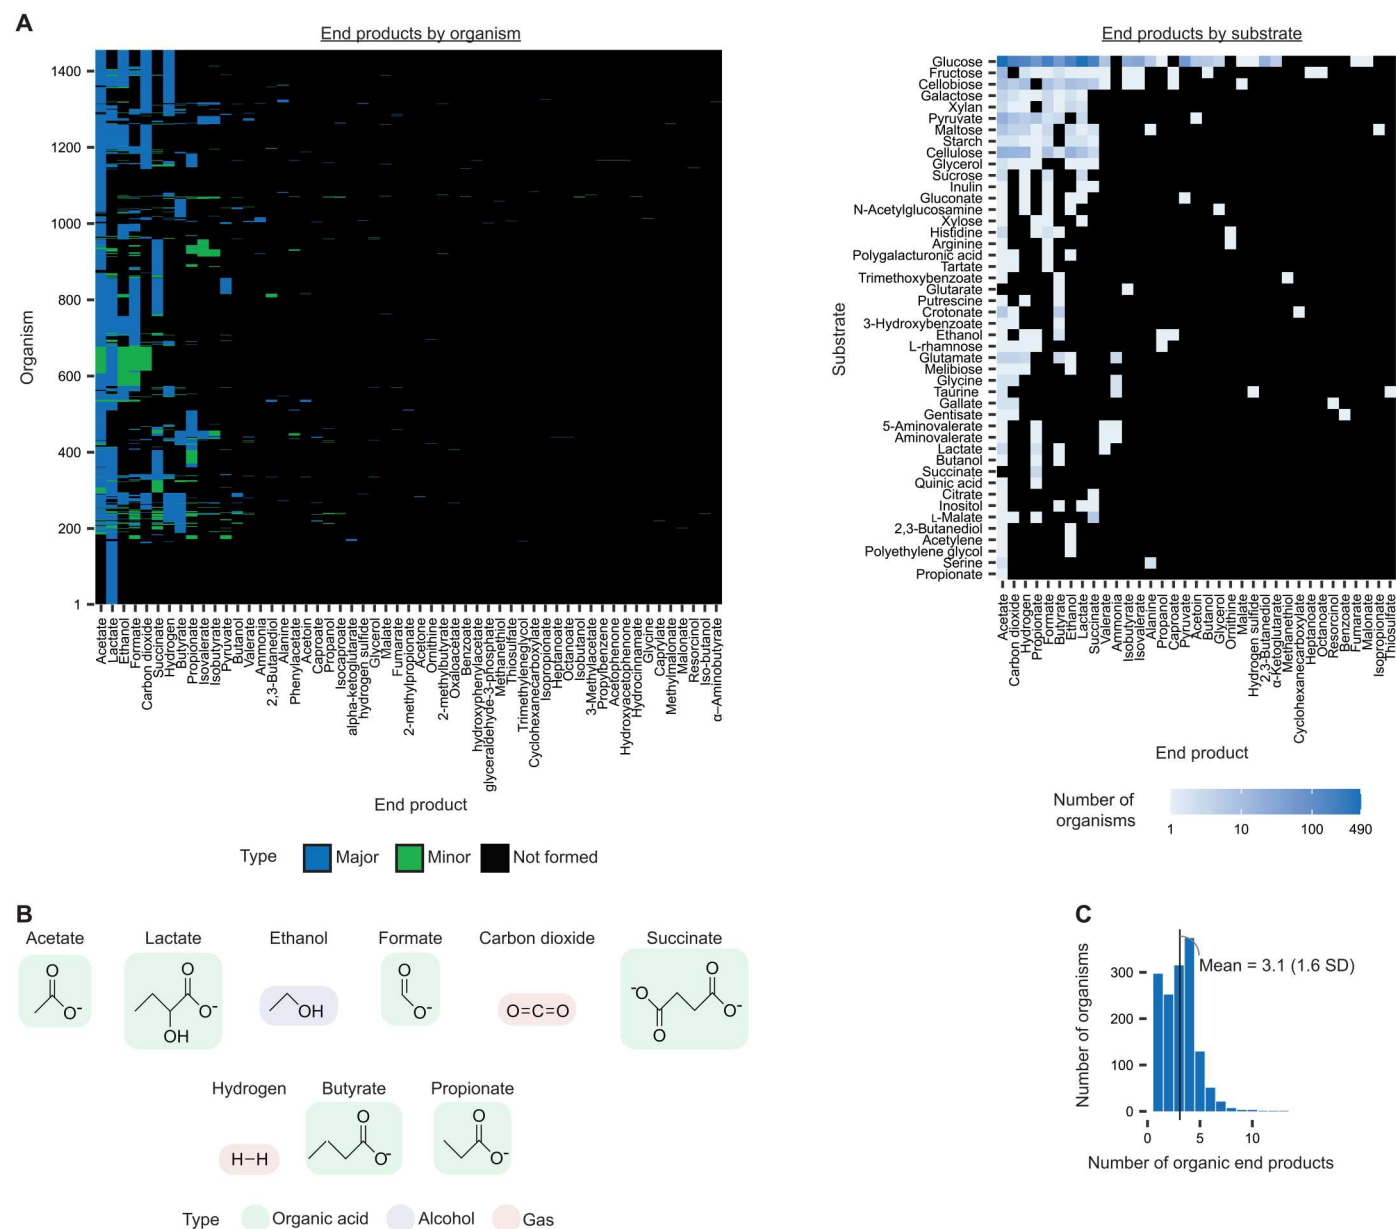 A
End products by organism
1400
1200
1000
800
600
400
200
1
Organism
Acetate
Lactate
Ethanol
Formate
Carbon dioxide
Succinate
Hydrogen
Butyrate
Propionate
Isovalerate
Isobutyrate
Pyruvate
Butanol
Valerate
Ammonia
2,3-Butanediol
Alanine
Phenylacetate
Acetoin
Caproate
Propanol
Isocaproate
alpha-ketoglutarate
hydrogen sulfide
Glycerol
Malate
Fumarate
2-methylpropionate
Acetone
Ornithine
2-methylbutyrate
Oxaloacetate
Benzoate
hydroxyphenylacetate
glyceraldehyde-3-phosphate
Methanethiol
Thiosulfate
Trimethyleneglycol
Cyclohexanecarboxylate
Isopropionate
Heptanoate
Octanoate
Isobutanol
3-Methylacetate
Propylbenzene
Acetophenone
Hydroxyacetophenone
Hydrocinnamate
Glycine
Caplylate
Methylmalonate
Malonate
Resorcinol
Iso-butanol
α–Aminobutyrate
End product
Type
Major
Minor
Not formed
End products by substrate
Substrate
Glucose
Fructose
Cellobiose
Galactose
Xylan
Pyruvate
Maltose
Starch
Cellulose
Glycerol
Sucrose
Inulin
Gluconate
N-Acetylglucosamine
Xylose
Histidine
Arginine
Polygalacturonic acid
Tartate
Trimethoxybenzoate
Glutarate
Putrescine
Crotonate
3-Hydroxybenzoate
Ethanol
L-rhamnose
Glutamate
Melibiose
Glycine
Taurine
Gallate
Gentisate
5-Aminovalerate
Aminovalerate
Lactate
Butanol
Succinate
Quinic acid
Citrate
Inositol
L-Malate
2,3-Butanediol
Acetylene
Polyethylene glycol
Serine
Propionate
Acetate
Carbon dioxide
Hydrogen
Propionate
Formate
Butyrate
Ethanol
Lactate
Succinate
Valerate
Ammonia
Isobutyrate
Isovalerate
Alanine
Propanol
Caproate
Pyruvate
Acetoin
Butanol
Glycerol
Ornithine
Malate
Hydrogen sulfide
2,3-Butanediol
α-Ketoglutarate
Methanethiol
Cyclohexanecarboxylate
Heptanoate
Octanoate
Resorcinol
Benzoate
Fumarate
Malonate
Isopropionate
Thiosulfate
End product
Number of
organisms
1 10 100 490
B
Acetate
Lactate
Ethanol
Formate
Carbon dioxide
Succinate
O
O-
O
O-
OH
OH
O
O-
O=C=O
-O
O
O
O-
Hydrogen
Butyrate
Propionate
H–H
O
O-
O
O-
Type
Organic acid
Alcohol
Gas
C
Number of organisms
300
200
100
0
Mean = 3.1 (1.6 SD)
0 5 10
Number of organic end products